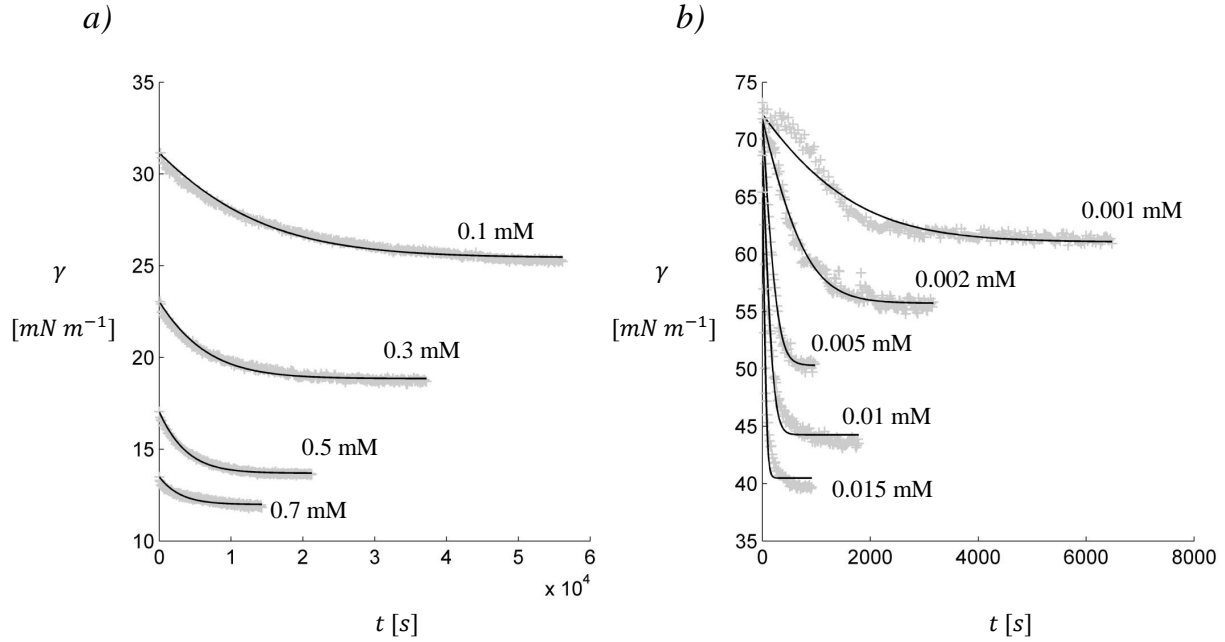 a)
35
30
25
20
15
10
0
1
2
3
4
5
6
x 10⁴
γ
[mN m⁻¹]
t [s]
0.1 mM
0.3 mM
0.5 mM
0.7 mM
b)
75
70
65
60
55
50
45
40
35
0
2000
4000
6000
8000
γ
[mN m⁻¹]
t [s]
0.001 mM
0.002 mM
0.005 mM
0.01 mM
0.015 mM